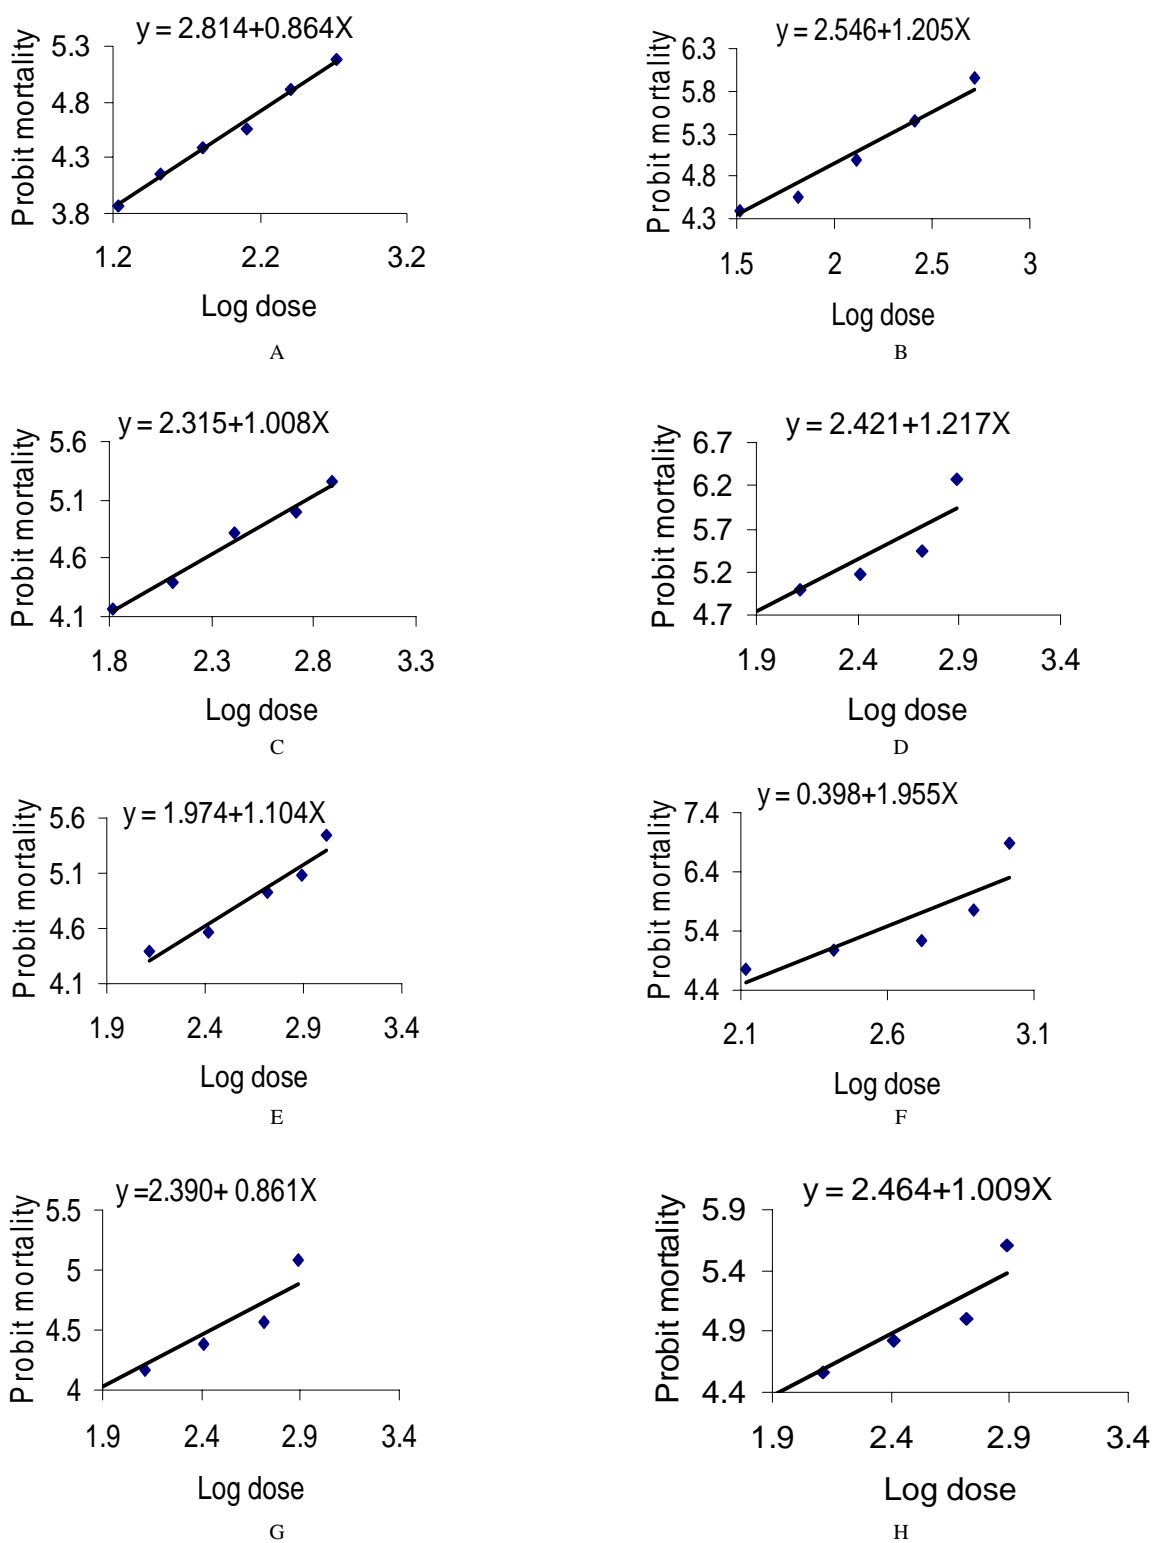 y = 2.814+0.864X
Probit mortality
5.3
4.8
4.3
3.8
1.2 2.2 3.2
Log dose
A
y = 2.546+1.205X
Probit mortality
6.3
5.8
5.3
4.8
4.3
1.5 2 2.5 3
Log dose
B
y = 2.315+1.008X
Probit mortality
5.6
5.1
4.6
4.1
1.8 2.3 2.8 3.3
Log dose
C
y = 2.421+1.217X
Probit mortality
6.7
6.2
5.7
5.2
4.7
1.9 2.4 2.9 3.4
Log dose
D
y = 1.974+1.104X
Probit mortality
5.6
5.1
4.6
4.1
1.9 2.4 2.9 3.4
Log dose
E
y = 0.398+1.955X
Probit mortality
7.4
6.4
5.4
4.4
2.1 2.6 3.1
Log dose
F
y =2.390+ 0.861X
Probit mortality
5.5
5
4.5
4
1.9 2.4 2.9 3.4
Log dose
G
y = 2.464+1.009X
Probit mortality
5.9
5.4
4.9
4.4
1.9 2.4 2.9 3.4
Log dose
H